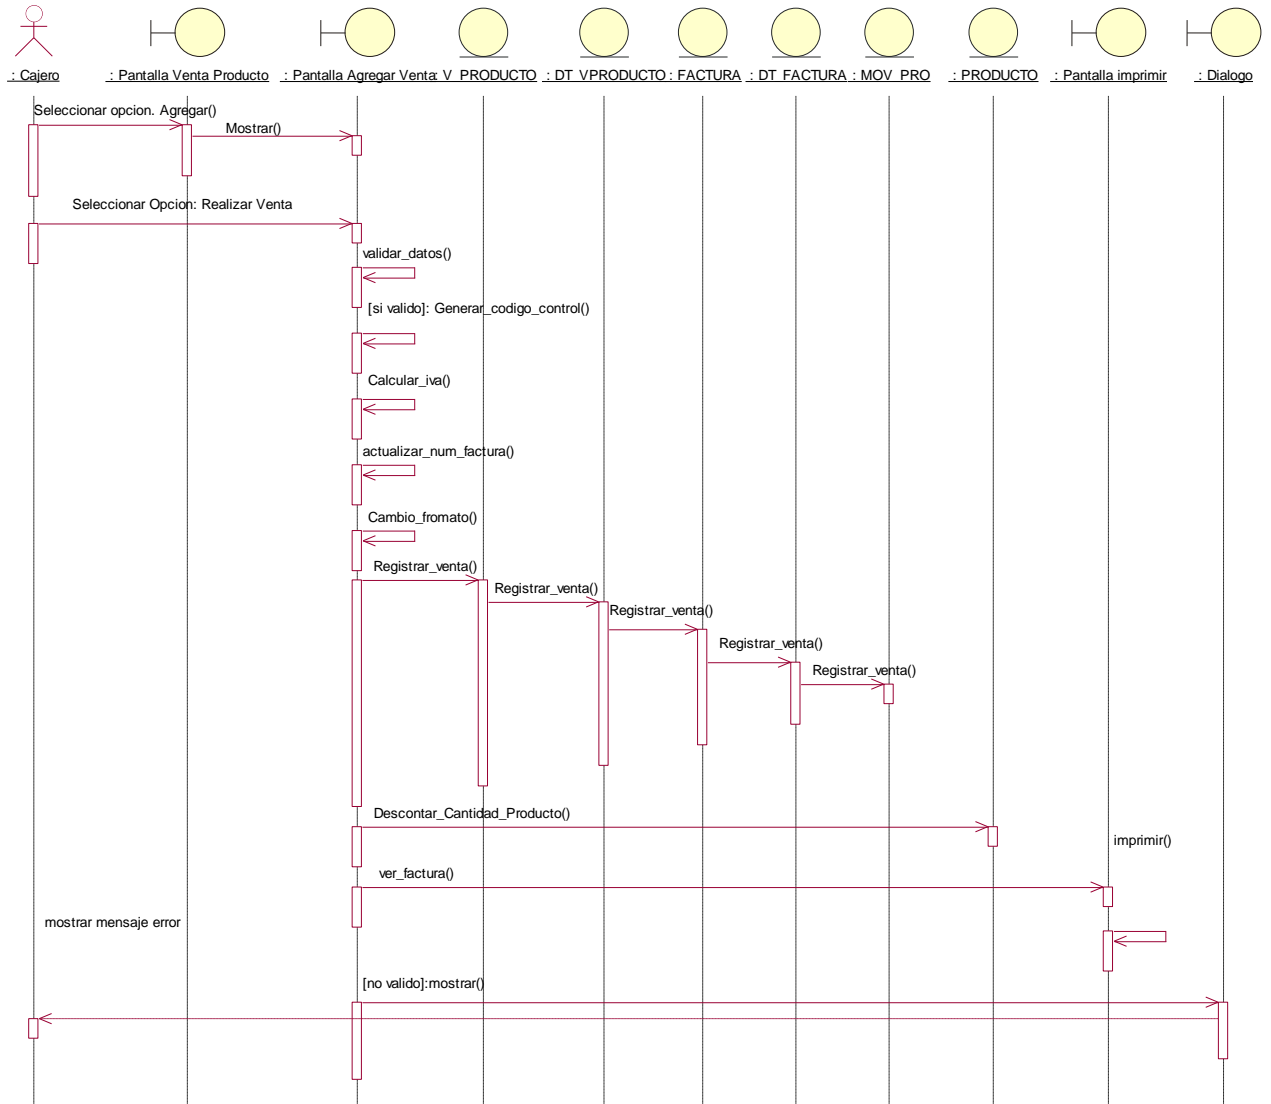 : Cajero
: Pantalla Venta Producto
: Pantalla Agregar Venta
: V_PRODUCTO
: DT_VPRODUCTO
: FACTURA
: DT_FACTURA
: MOV_PRO
: PRODUCTO
: Pantalla imprimir
: Dialogo
Seleccionar opcion. Agregar()
Mostrar()
Seleccionar Opcion: Realizar Venta
validar_datos()
[si valido]: Generar_codigo_control()
Calcular_iva()
actualizar_num_factura()
Cambio_fromato()
Registrar_venta()
Registrar_venta()
Registrar_venta()
Registrar_venta()
Registrar_venta()
Descontar_Cantidad_Producto()
imprimir()
ver_factura()
mostrar mensaje error
[no valido]:mostrar()